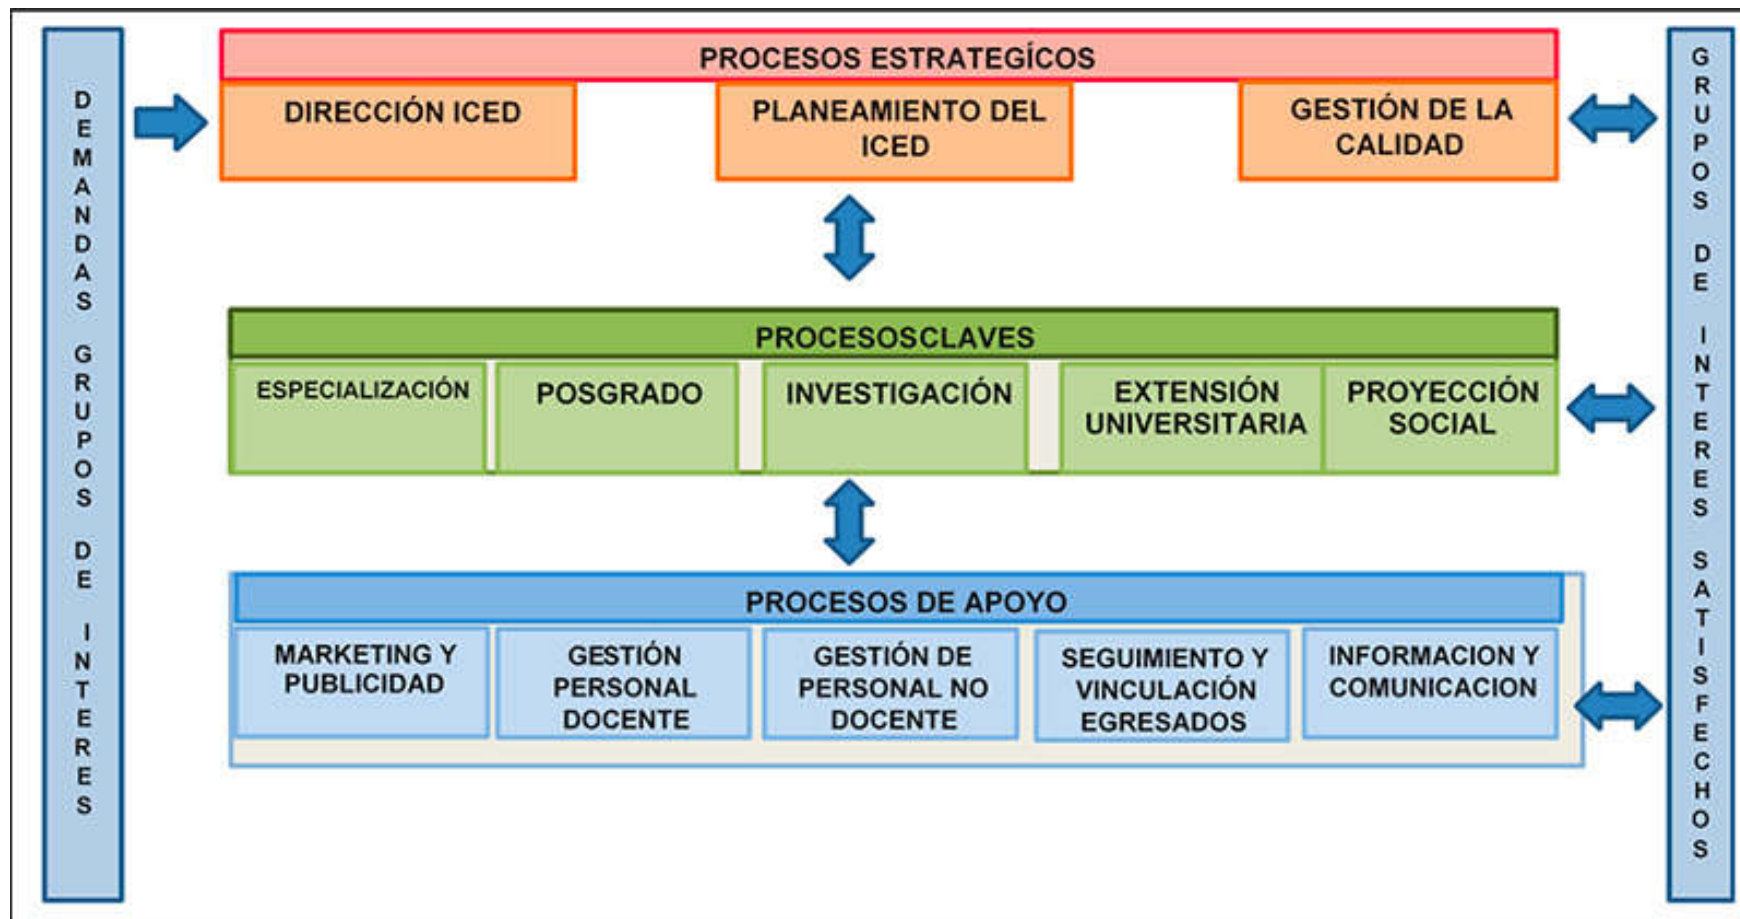 DEMANDAS GRUPOS DE INTERES
PROCESOS ESTRATEGÍCOS
DIRECCIÓN ICED
PLANEAMIENTO DEL
ICED
GESTIÓN DE LA
CALIDAD
PROCESOSCLAVES
ESPECIALIZACIÓN
POSGRADO
INVESTIGACIÓN
EXTENSIÓN
UNIVERSITARIA
PROYECCIÓN
SOCIAL
PROCESOS DE APOYO
MARKETING Y
PUBLICIDAD
GESTIÓN
PERSONAL
DOCENTE
GESTIÓN DE
PERSONAL NO
DOCENTE
SEGUIMIENTO Y
VINCULACIÓN
EGRESADOS
INFORMACION Y
COMUNICACION
GRUPOS DE INTERES SATISFECHOS